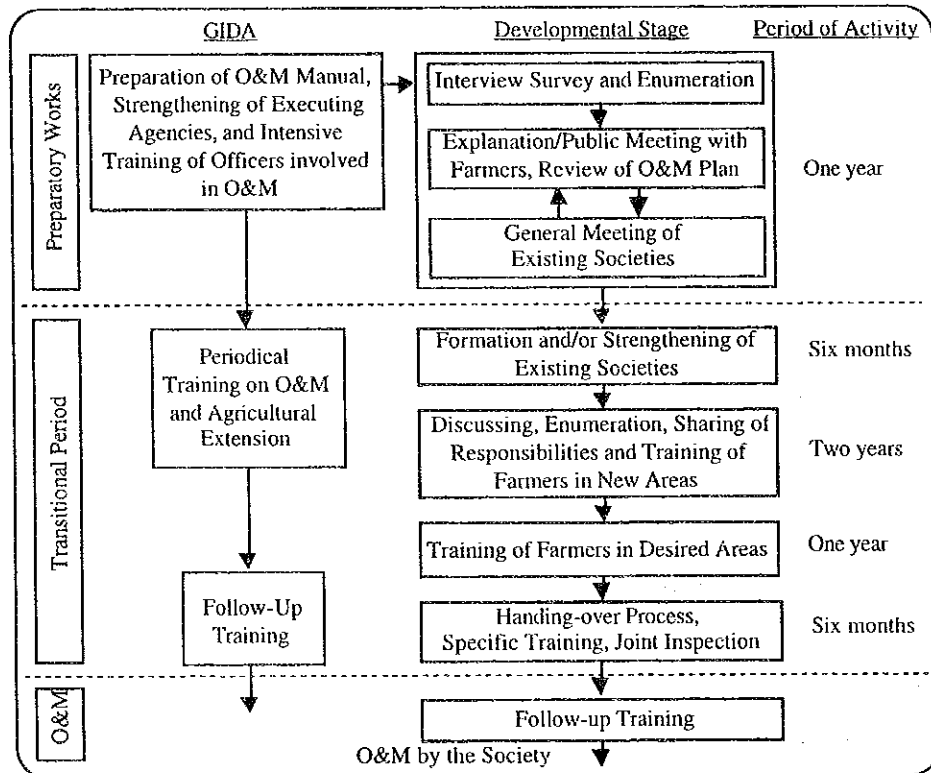 GIDA
Developmental Stage
Period of Activity
Preparatory Works
Preparation of O&M Manual,
Strengthening of Executing
Agencies, and Intensive
Training of Officers involved
in O&M
Interview Survey and Enumeration
Explanation/Public Meeting with
Farmers, Review of O&M Plan
General Meeting of
Existing Societies
One year
Transitional Period
Periodical
Training on O&M
and Agricultural
Extension
Follow-Up
Training
Formation and/or Strengthening of
Existing Societies
Six months
Discussing, Enumeration, Sharing of
Responsibilities and Training of
Farmers in New Areas
Two years
Training of Farmers in Desired Areas
One year
Handing-over Process,
Specific Training, Joint Inspection
Six months
O&M
Follow-up Training
O&M by the Society